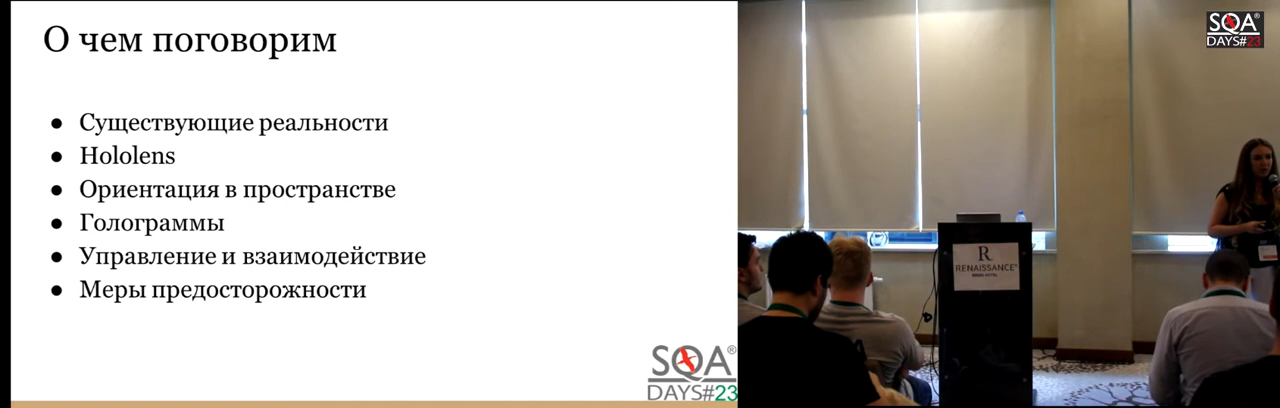 О чем поговорим
● Существующие реальности
● Hololens
● Ориентация в пространстве
● Голограммы
● Управление и взаимодействие
● Меры предосторожности
SQA®
DAYS#23
SQA®
DAYS#23
R
RENAISSANCE®